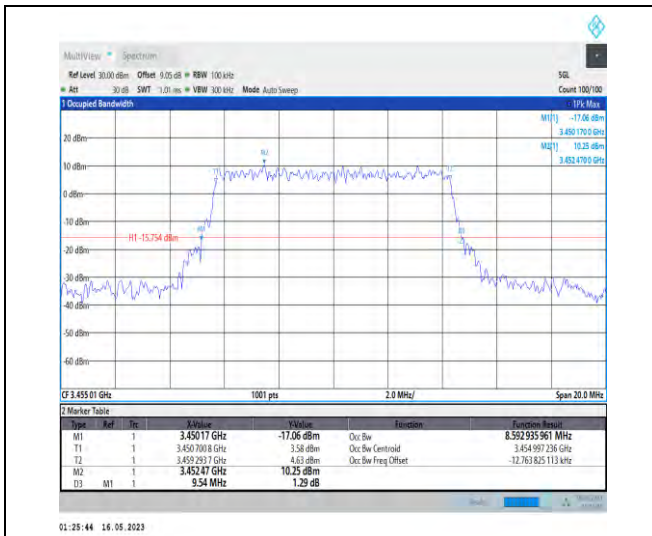 MultiView Spectrum
Ref Level 30.00 dBm Offset 9.05 dB RBW 100 kHz SGL
Att 30 dB SWT 1.01 ms VBW 300 kHz Mode Auto Sweep Count 100/100
1 Occupied Bandwidth 1Pk Max
M1[1] -17.06 dBm
3.450 170 0 GHz
20 dBm
M2[1] 10.25 dBm
3.452 470 0 GHz
M2
10 dBm
T1
T2
0 dBm
-10 dBm
M1
H1 -15.754 dBm
D3
-20 dBm
-30 dBm
-40 dBm
-50 dBm
-60 dBm
CF 3.455 01 GHz 1001 pts 2.0 MHz/ Span 20.0 MHz
2 Marker Table
Type Ref Trc X-Value Y-Value Function Function Result
M1 1 3.45017 GHz -17.06 dBm Occ Bw 8.592 935 961 MHz
T1 1 3.450 700 8 GHz 3.58 dBm Occ Bw Centroid 3.454 997 236 GHz
T2 1 3.459 293 7 GHz 4.63 dBm Occ Bw Freq Offset -12.763 825 113 kHz
M2 1 3.45247 GHz 10.25 dBm
D3 M1 1 9.54 MHz 1.29 dB
01:25:44 16.05.2023